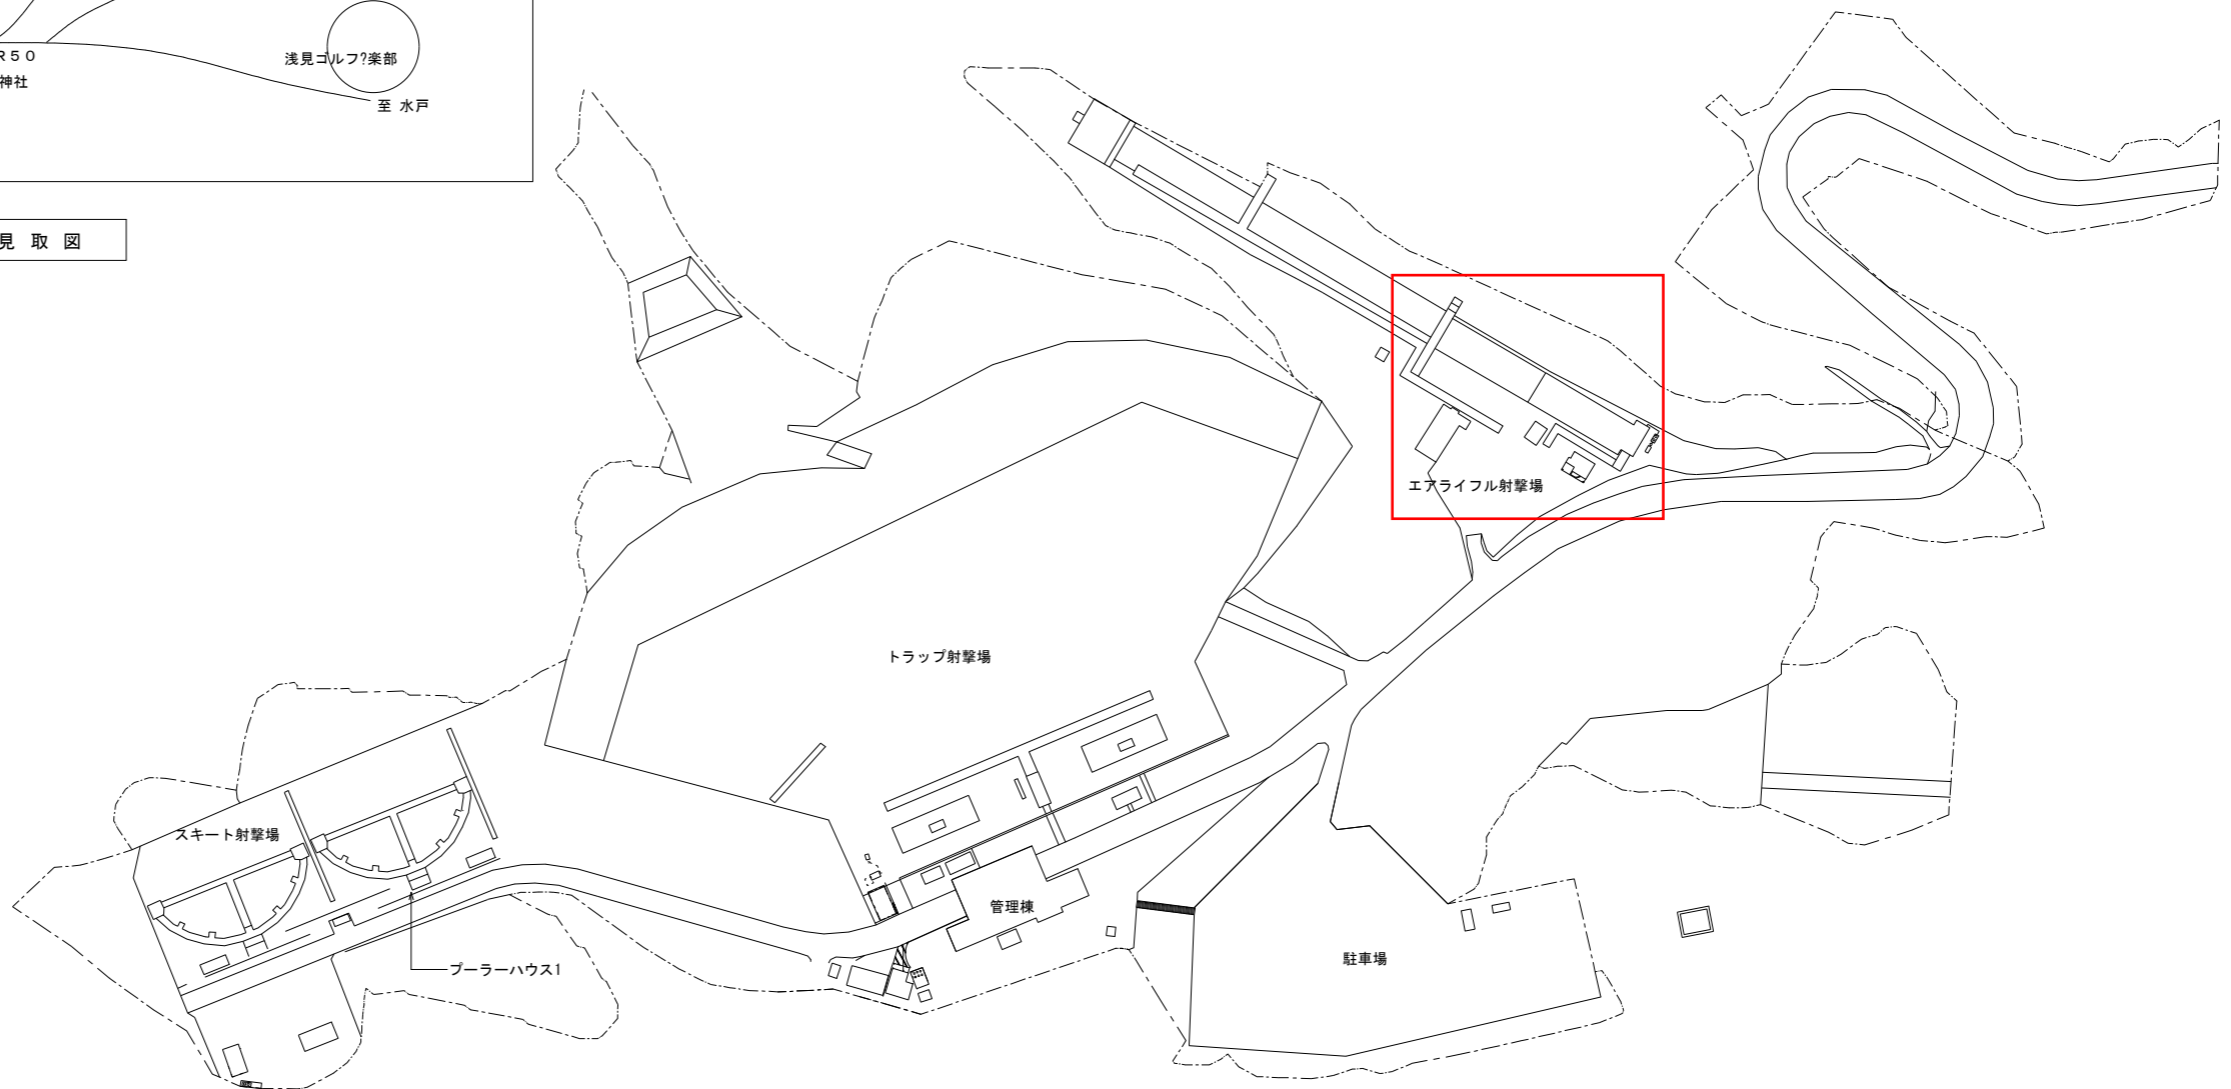 R50
神社
浅見ゴルフ?楽部
至 水戸
見 取 図
エアライフル射撃場
トラップ射撃場
スキート射撃場
管理棟
プーラーハウス1
駐車場